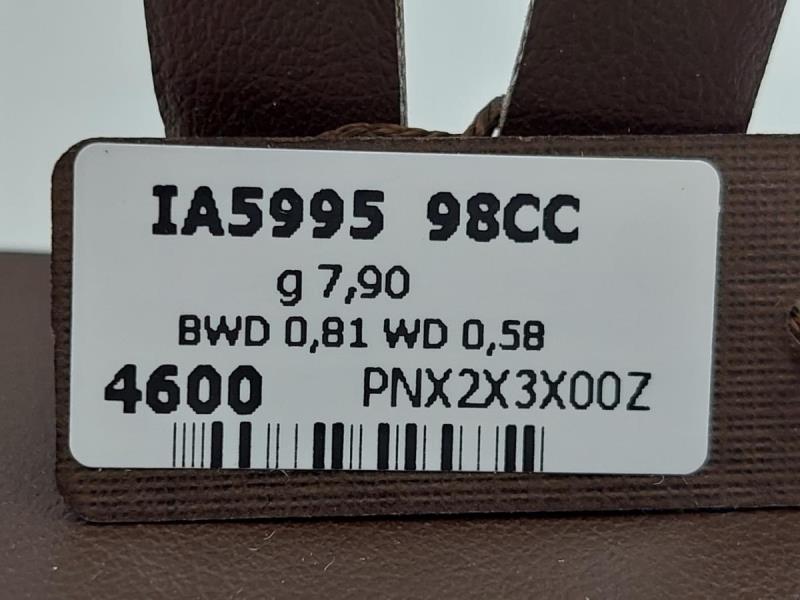 IA5995 98CC
g 7,90
BWD 0,81 WD 0,58
4600 PNX2X3X00Z